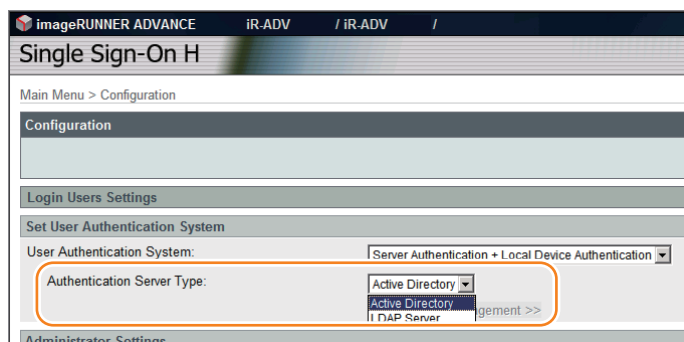 imageRUNNER ADVANCE iR-ADV / iR-ADV /
Single Sign-On H
Main Menu > Configuration
Configuration
Login Users Settings
Set User Authentication System
User Authentication System: Server Authentication + Local Device Authentication
Authentication Server Type: Active Directory
Active Directory
LDAP Server
Administrator Settings